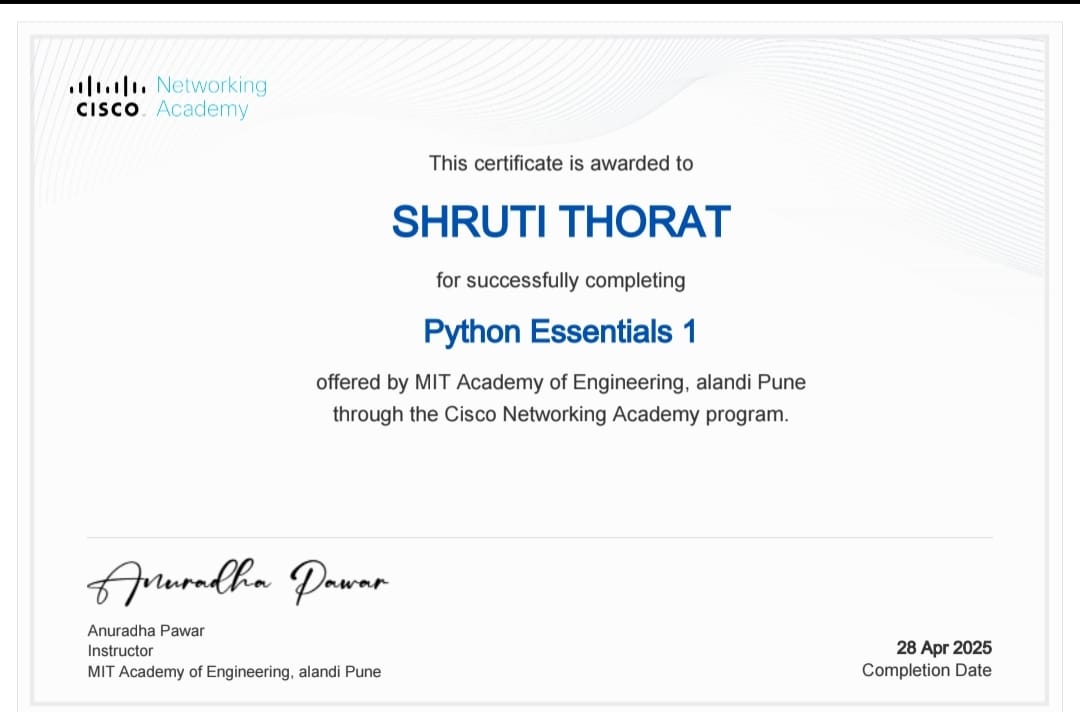 Networking
CISCO Academy
This certificate is awarded to
SHRUTI THORAT
for successfully completing
Python Essentials 1
offered by MIT Academy of Engineering, alandi Pune
through the Cisco Networking Academy program.
Anuradha Pawar
Anuradha Pawar
Instructor
MIT Academy of Engineering, alandi Pune
28 Apr 2025
Completion Date